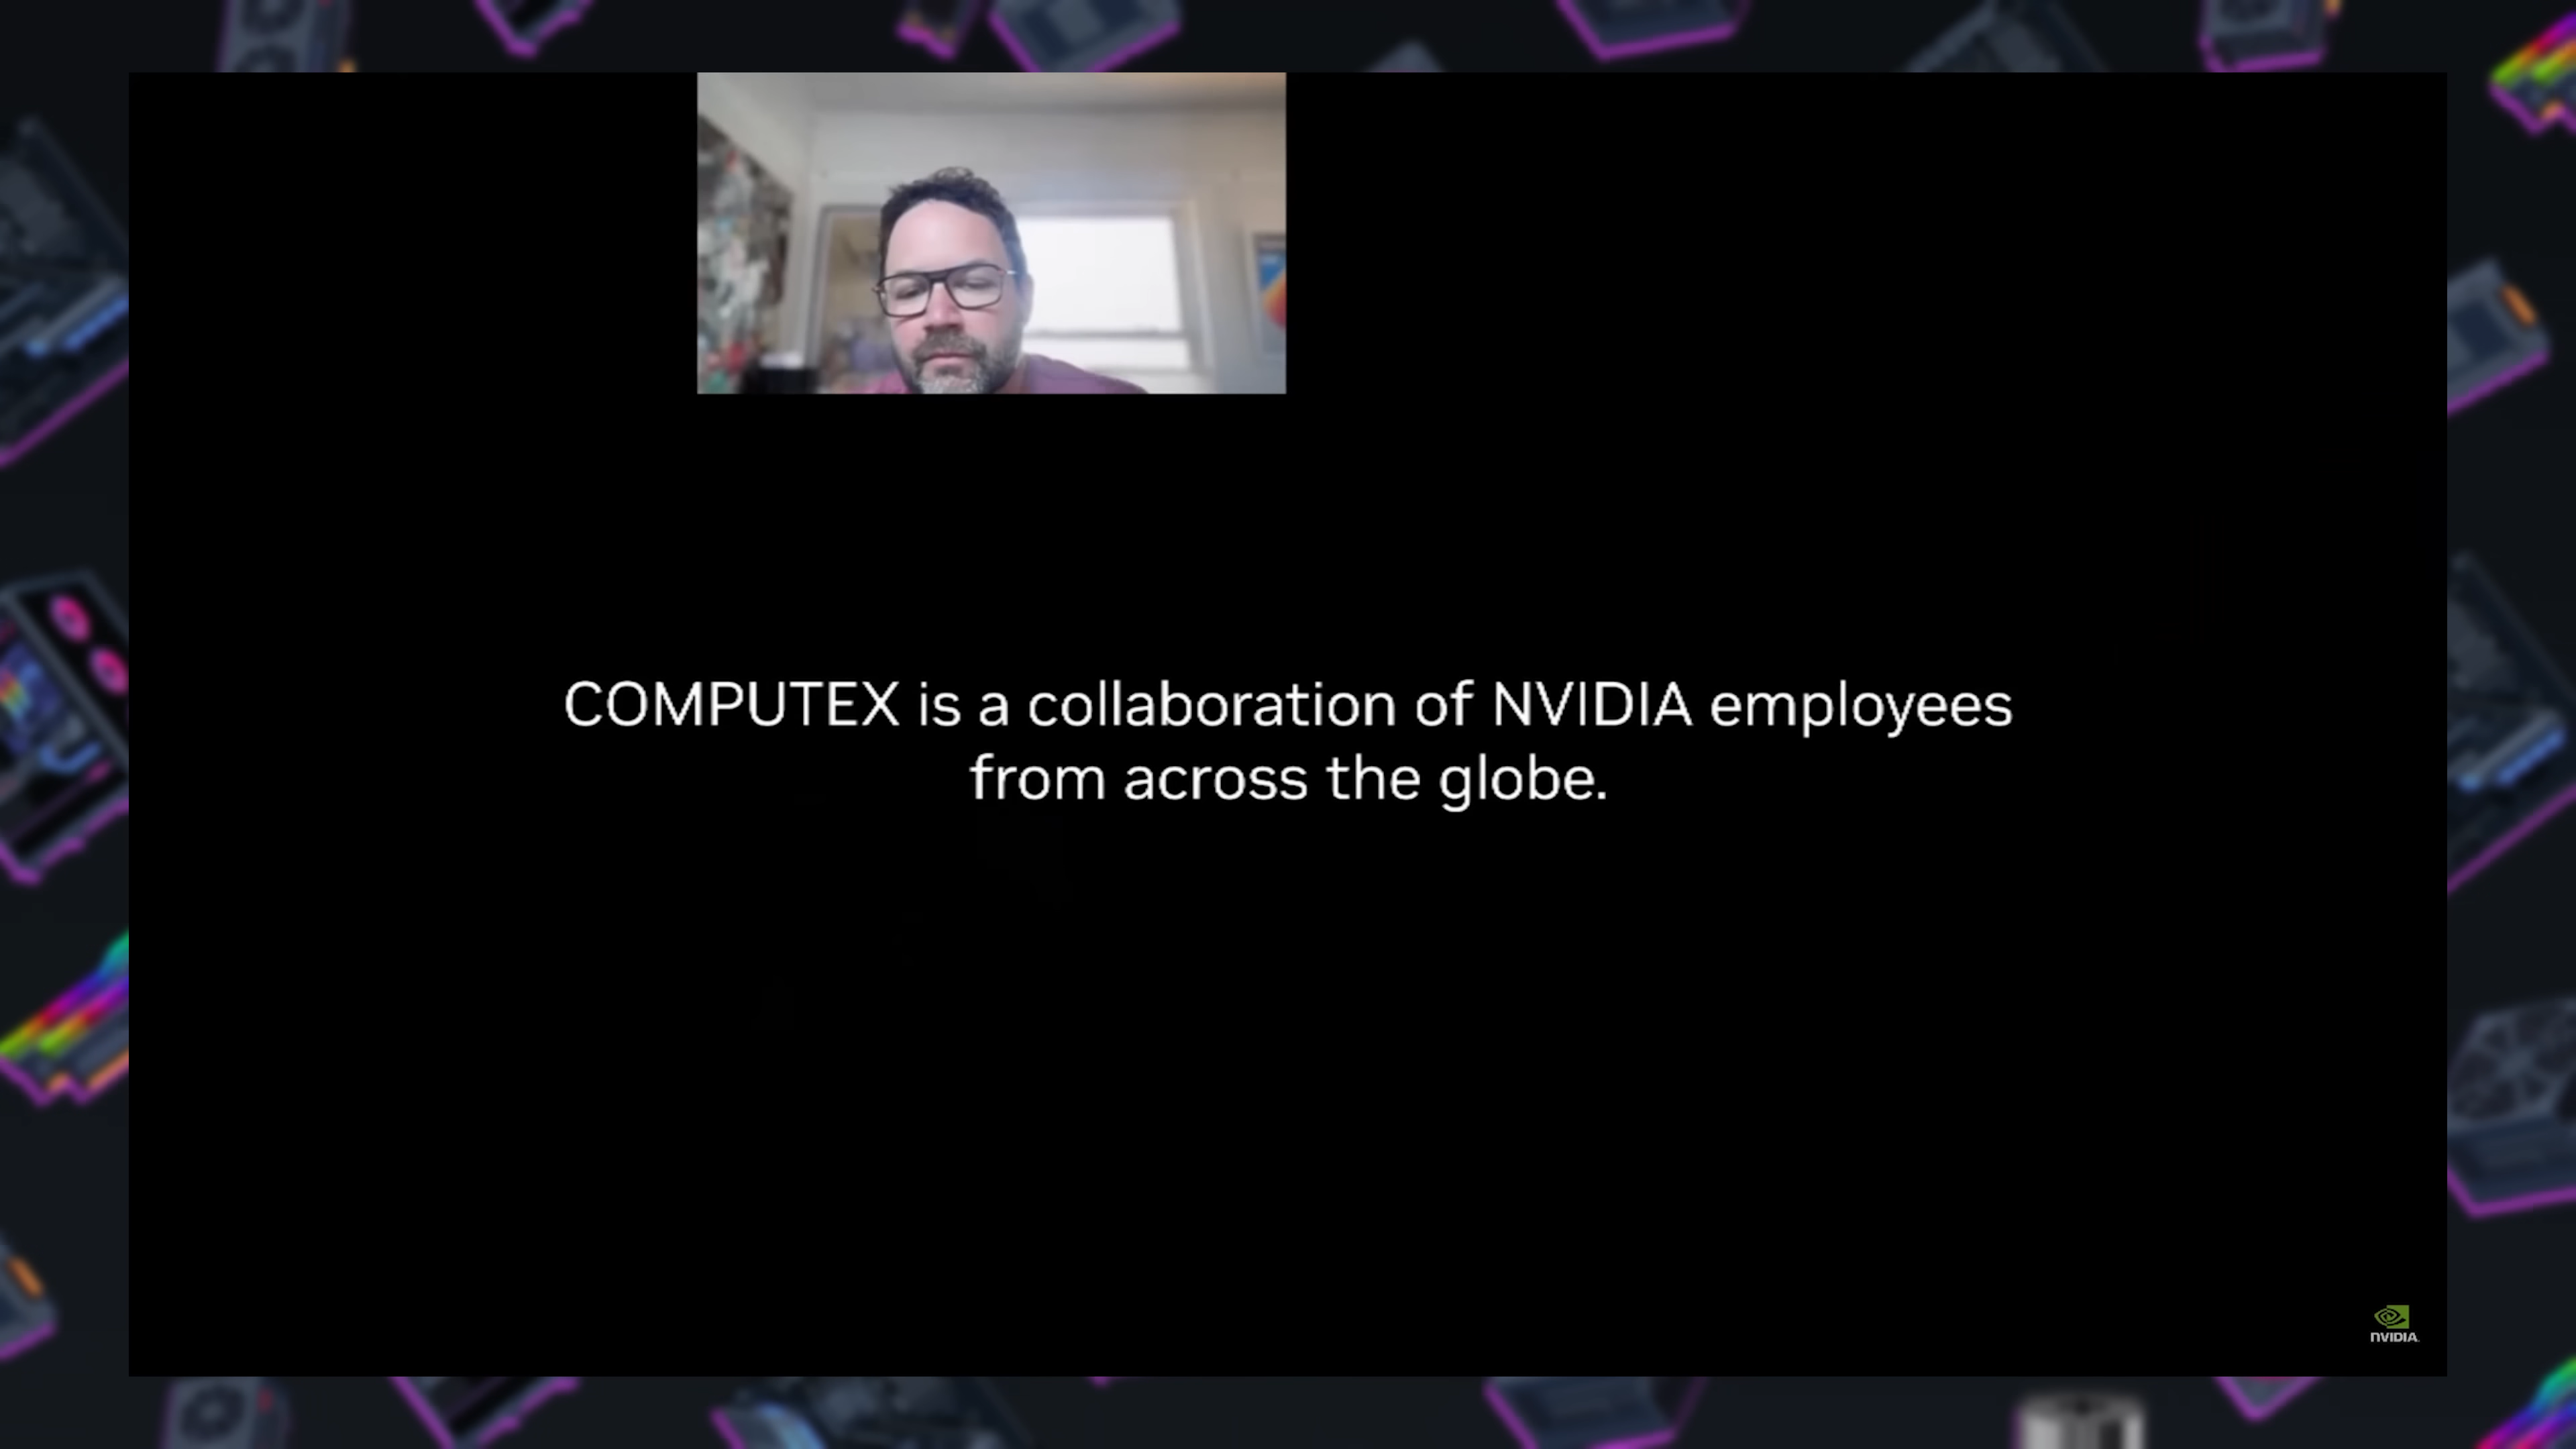 COMPUTEX is a collaboration of NVIDIA employees
from across the globe.
NVIDIA.